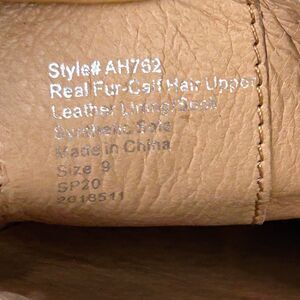 Style# AH762
Real Fur-Calf Hair Upper
Leather Lining/Sock
Synthetic Sole
Made in China
Size 9
SP20
2018511